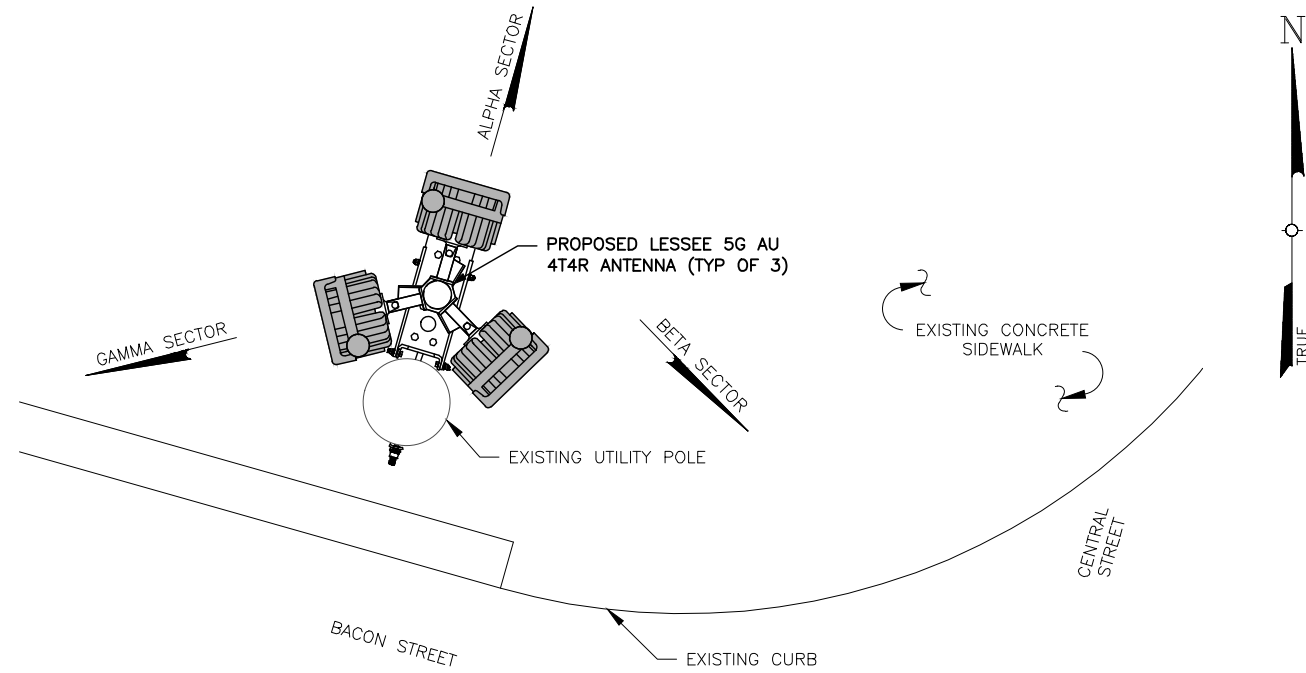 N
ALPHA SECTOR
PROPOSED LESSEE 5G AU
4T4R ANTENNA (TYP OF 3)
EXISTING CONCRETE
SIDEWALK
TRUE
GAMMA SECTOR
BETA SECTOR
EXISTING UTILITY POLE
CENTRAL
STREET
BACON STREET
EXISTING CURB